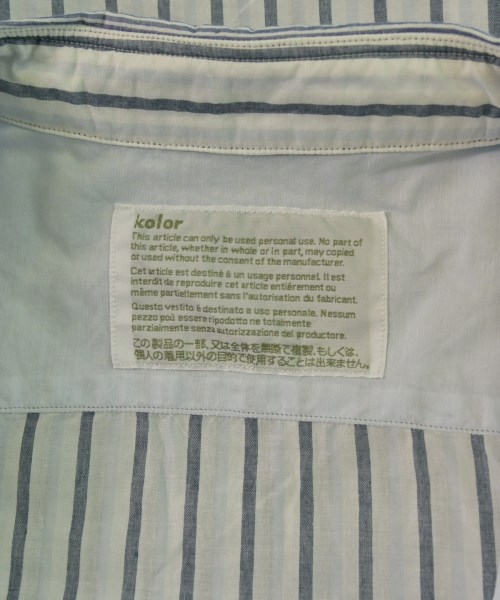 kolor
This article can only be used personal use. No part of
this article, whether in whole or in part, may copied
or used without the consent of the manufacturer.
Cet article est destiné à un usage personnel. Il est
interdit de reproduire cet article entiérement ou
même partiellement sans l'autorisation du fabricant.
Questo vestito è destinato a uso personale. Nessum
pezzo può essere ripodotto ne totalmente
parzialmente senza autorizzazione del productore.
この製品の一部、又は全体を無断で複製、もしくは、
個人の着用以外の目的で使用することは出来ません。